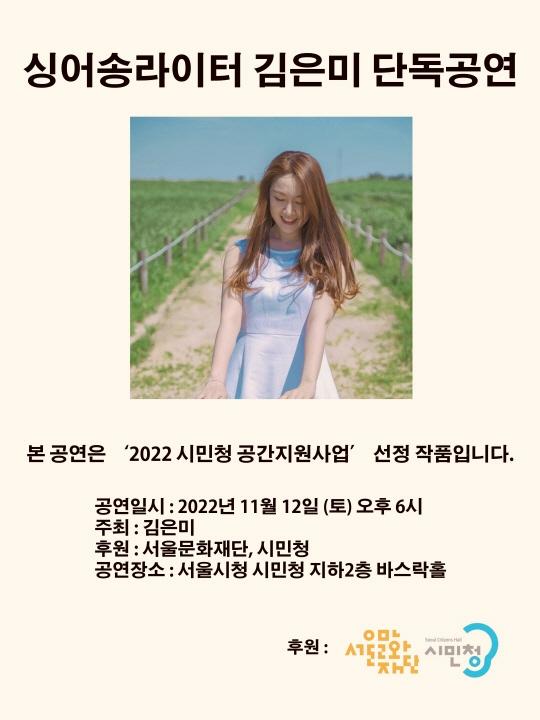 싱어송라이터 김은미 단독공연
본 공연은 ‘2022 시민청 공간지원사업’ 선정 작품입니다.
공연일시 : 2022년 11월 12일 (토) 오후 6시
주최 : 김은미
후원 : 서울문화재단, 시민청
공연장소 : 서울시청 시민청 지하2층 바스락홀
후원 :
서울문화재단
Seoul Citizens Hall
시민청